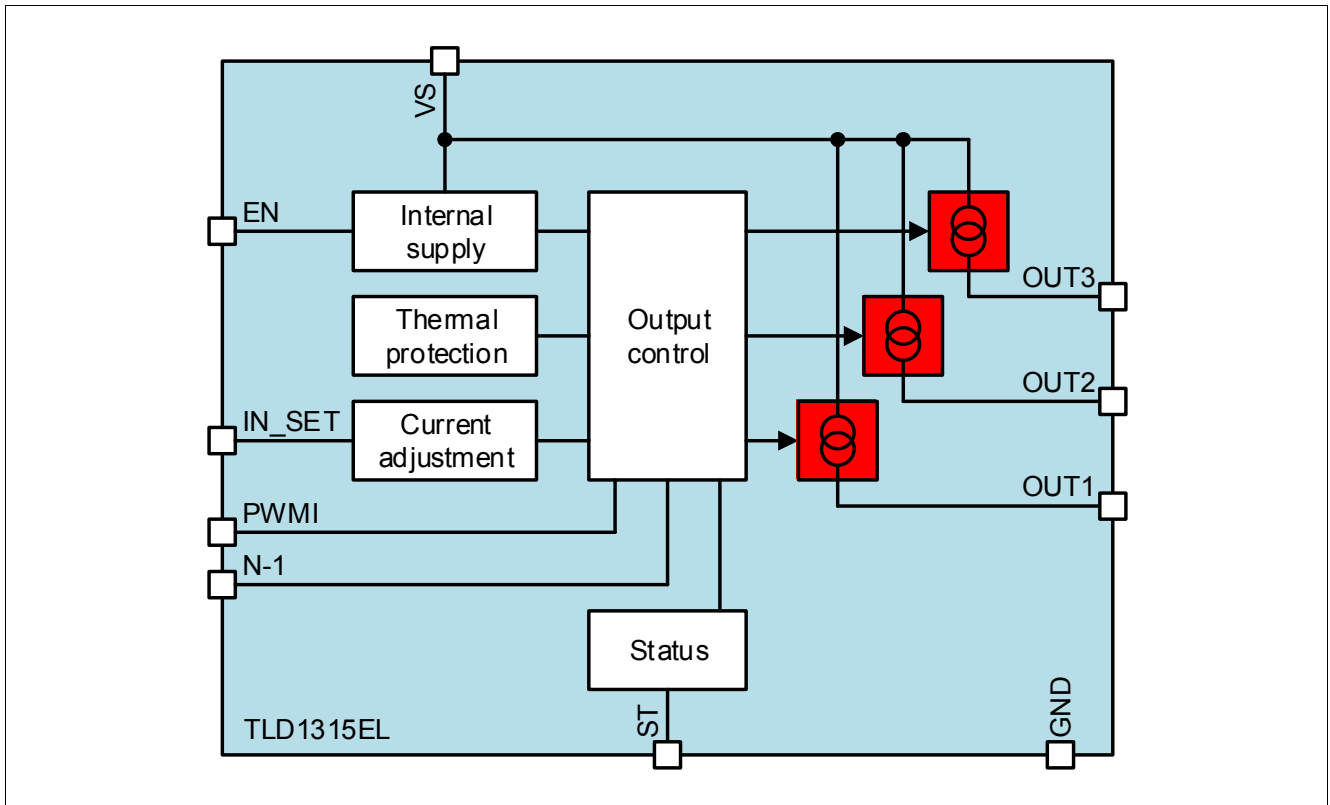 VS
EN
Internal
supply
Thermal
protection
Output
control
OUT3
OUT2
IN_SET
Current
adjustment
OUT1
PWMI
N-1
Status
ST
GND
TLD1315EL